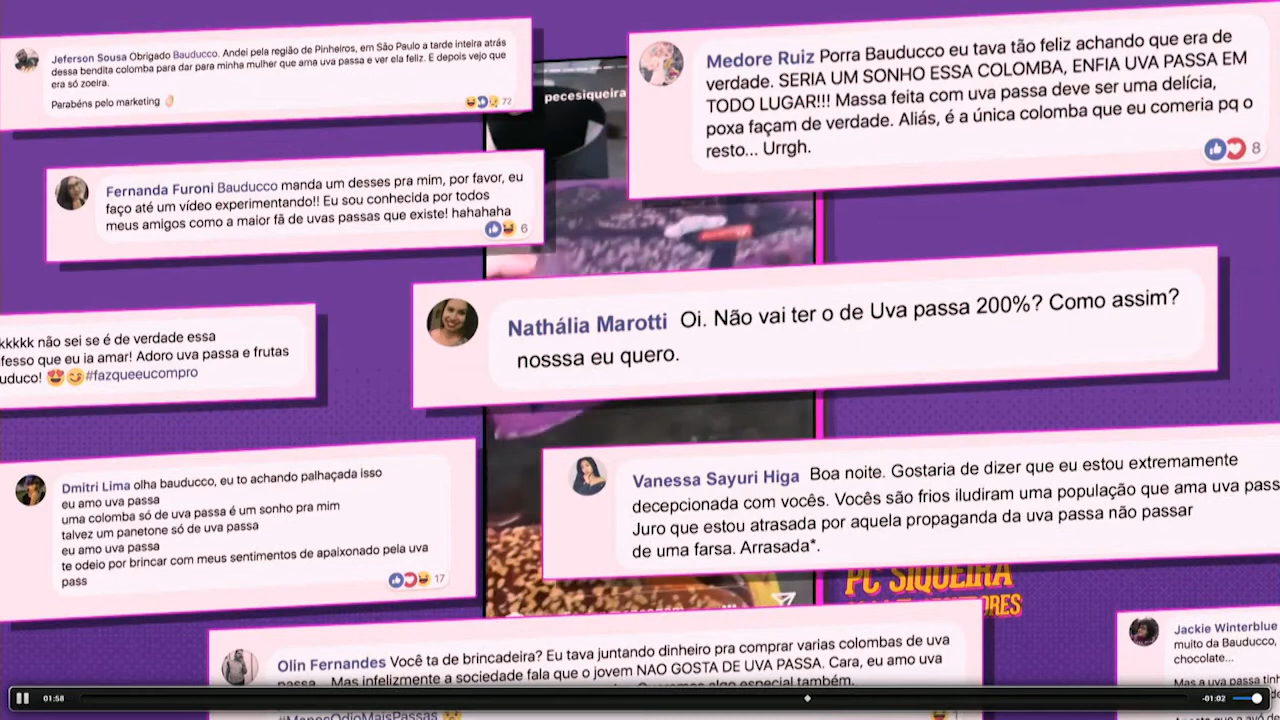 Jeferson Sousa Obrigado Bauducco. Andei pela região de Pinheiros, em São Paulo a tarde inteira atrás
dessa bendita colomba para dar para minha mulher que ama uva passa e ver ela feliz. E depois vejo que
era só zoeira.
Parabéns pelo marketing
72
pecesiqueira
Medore Ruiz Porra Bauducco eu tava tão feliz achando que era de
verdade. SERIA UM SONHO ESSA COLOMBA, ENFIA UVA PASSA EM
TODO LUGAR!!! Massa feita com uva passa deve ser uma delícia,
poxa façam de verdade. Aliás, é a única colomba que eu comeria pq o
resto... Urrgh.
8
Fernanda Furoni Bauducco manda um desses pra mim, por favor, eu
faço até um vídeo experimentando!! Eu sou conhecida por todos
meus amigos como a maior fã de uvas passas que existe! hahahaha
6
Nathália Marotti Oi. Não vai ter o de Uva passa 200%? Como assim?
nosssa eu quero.
kkkkk não sei se é de verdade essa
fesso que eu ia amar! Adoro uva passa e frutas
uduco! 😍😏#fazqueeucompro
Dmitri Lima olha bauducco, eu to achando palhaçada isso
eu amo uva passa
uma colomba só de uva passa é um sonho pra mim
talvez um panetone só de uva passa
eu amo uva passa
te odeio por brincar com meus sentimentos de apaixonado pela uva
pass
17
Vanessa Sayuri Higa Boa noite. Gostaria de dizer que eu estou extremamente
decepcionada com vocês. Vocês são frios iludiram uma população que ama uva pass
Juro que estou atrasada por aquela propaganda da uva passa não passar
de uma farsa. Arrasada*.
PC SIQUEIRA
Olin Fernandes Você ta de brincadeira? Eu tava juntando dinheiro pra comprar varias colombas de uva
passa. Mas infelizmente a sociedade fala que o jovem NAO GOSTA DE UVA PASSA. Cara, eu amo uva
algo especial também.
#MenosOdioMaisPassas
Jackie Winterblue
muito da Bauducco,
chocolate...
Mas a uva passa tinh
01:58
-01:02